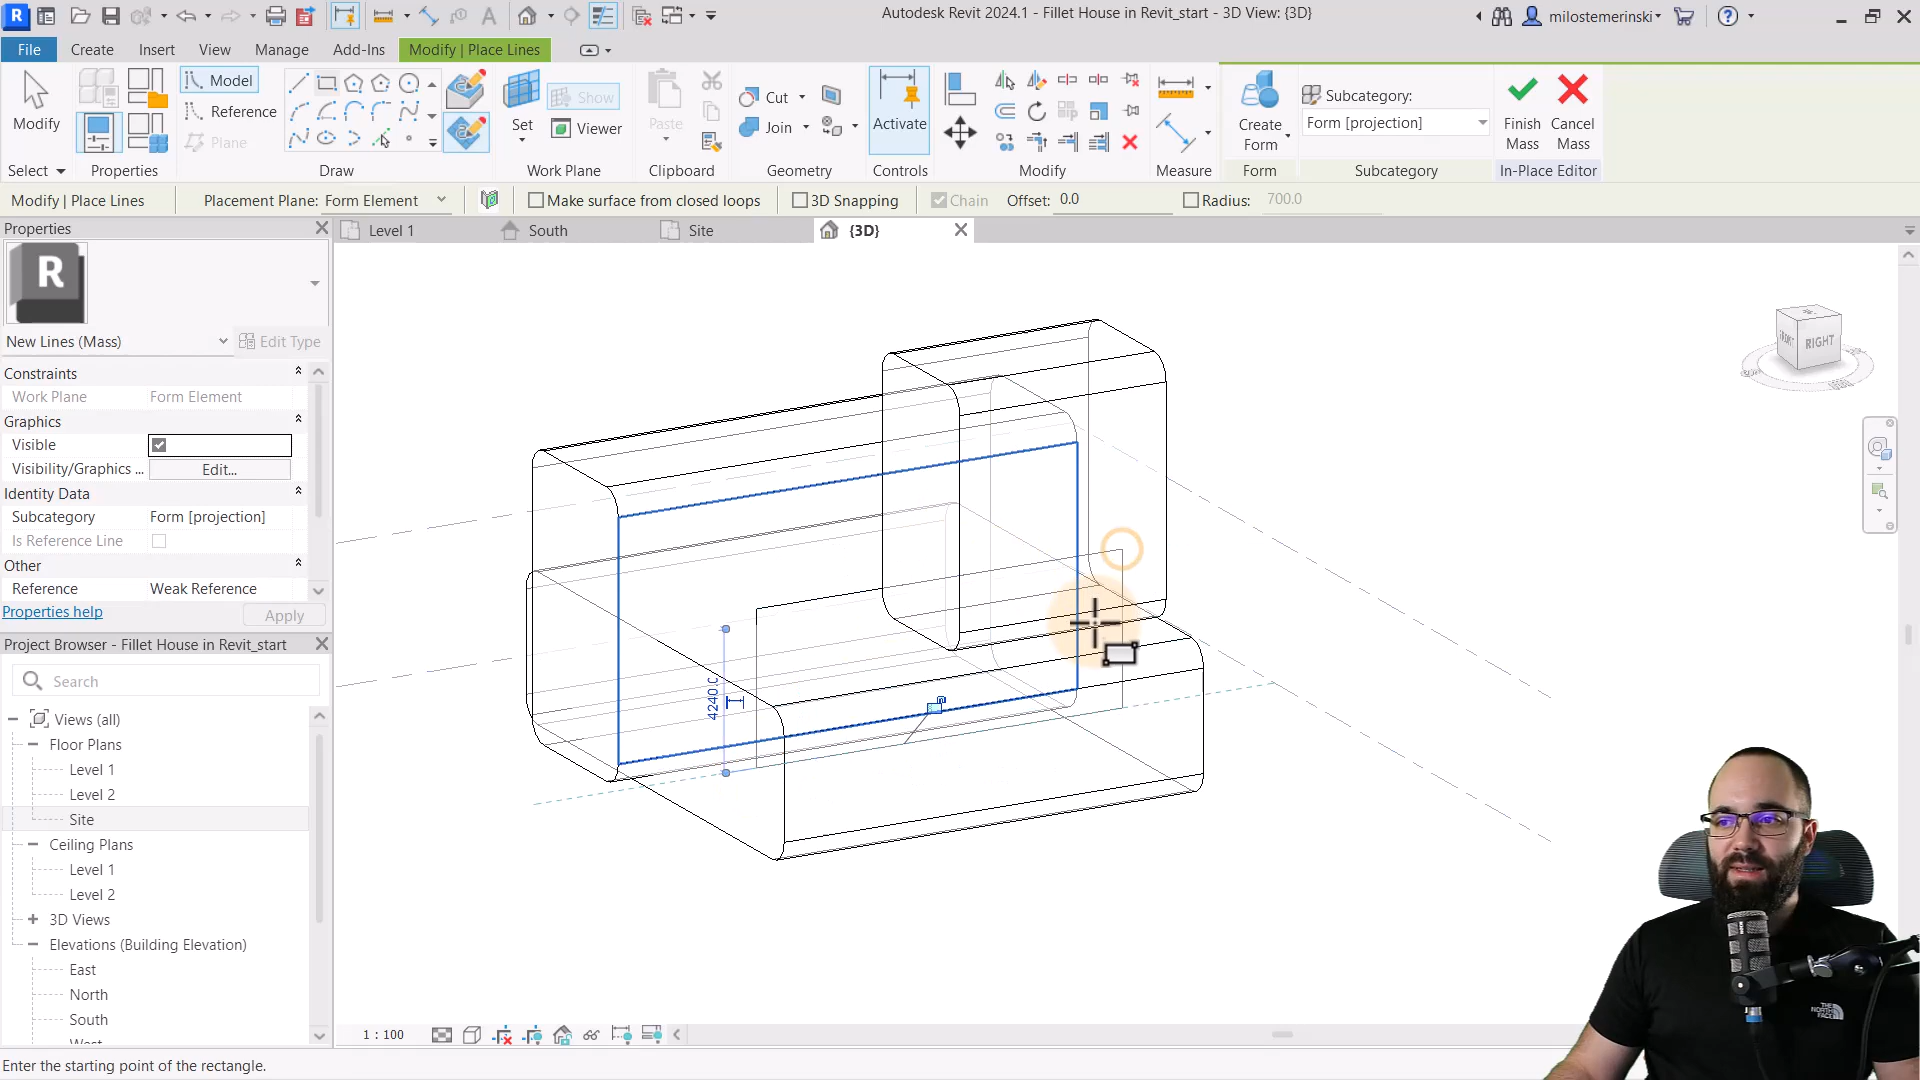 Autodesk Revit 2024.1 - Fillet House in Revit_start - 3D View: {3D}
milostemerinski
File
Create
Insert
View
Manage
Add-Ins
Modify | Place Lines
Modify
Model
Reference
Plane
Set
Show
Viewer
Paste
Cut
Join
Activate
Create
Form
Subcategory:
Form [projection]
Finish
Mass
Cancel
Mass
Select
Properties
Draw
Work Plane
Clipboard
Geometry
Controls
Modify
Measure
Form
Subcategory
In-Place Editor
Modify | Place Lines
Placement Plane: Form Element
Make surface from closed loops
3D Snapping
Chain
Offset: 0.0
Radius: 700.0
Properties
Level 1
South
Site
{3D}
R
New Lines (Mass)
Edit Type
Constraints
Work Plane
Form Element
Graphics
Visible
Visibility/Graphics ...
Edit...
Identity Data
Subcategory
Form [projection]
Is Reference Line
Other
Reference
Weak Reference
Properties help
Apply
Project Browser - Fillet House in Revit_start
Search
Views (all)
Floor Plans
Level 1
Level 2
Site
Ceiling Plans
Level 1
Level 2
3D Views
Elevations (Building Elevation)
East
North
South
RIGHT
1 : 100
Enter the starting point of the rectangle.
THE
NORTH
FACE